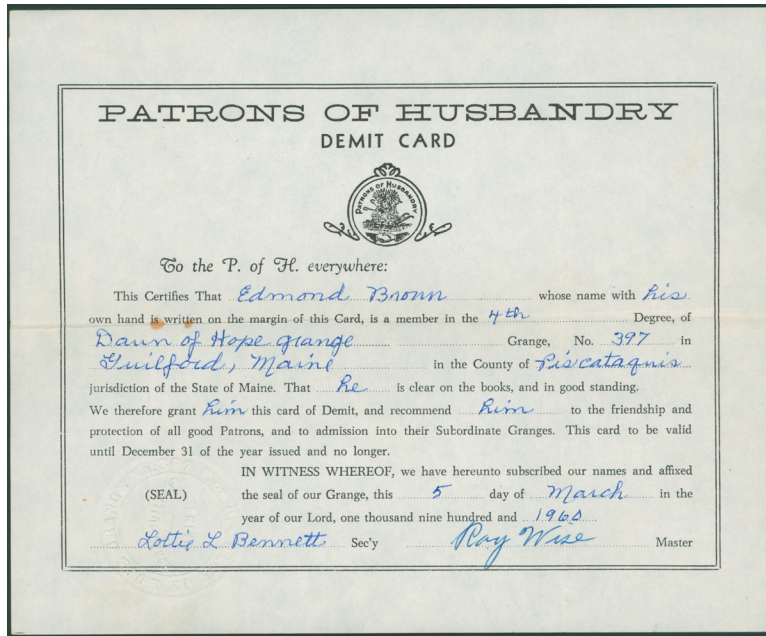 PATRONS OF HUSBANDRY
DEMIT CARD
PATRONS OF HUSBANDRY
To the P. of H. everywhere:
This Certifies That Edmond Brown whose name with his
own hand is written on the margin of this Card, is a member in the 4th Degree, of
Dawn of Hope grange Grange, No. 397 in
Guilford, Maine in the County of Piscataquis
jurisdiction of the State of Maine. That he is clear on the books, and in good standing.
We therefore grant him this card of Demit, and recommend him to the friendship and
protection of all good Patrons, and to admission into their Subordinate Granges. This card to be valid
until December 31 of the year issued and no longer.
IN WITNESS WHEREOF, we have hereunto subscribed our names and affixed
(SEAL) the seal of our Grange, this 5 day of March in the
year of our Lord, one thousand nine hundred and 1960
Lottie L Bennett Sec'y Roy Wise Master